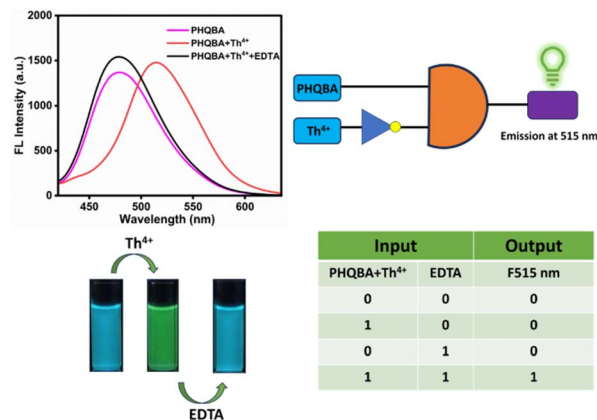 2000
1500
1000
500
0
FL Intensity (a.u.)
PHQBA
PHQBA+Th⁴⁺
PHQBA+Th⁴⁺+EDTA
450 500 550 600
Wavelength (nm)
PHQBA
Th⁴⁺
Emission at 515 nm
Th⁴⁺
EDTA
Input Output
PHQBA+Th⁴⁺ EDTA F515 nm
0 0 0
1 0 0
0 1 0
1 1 1